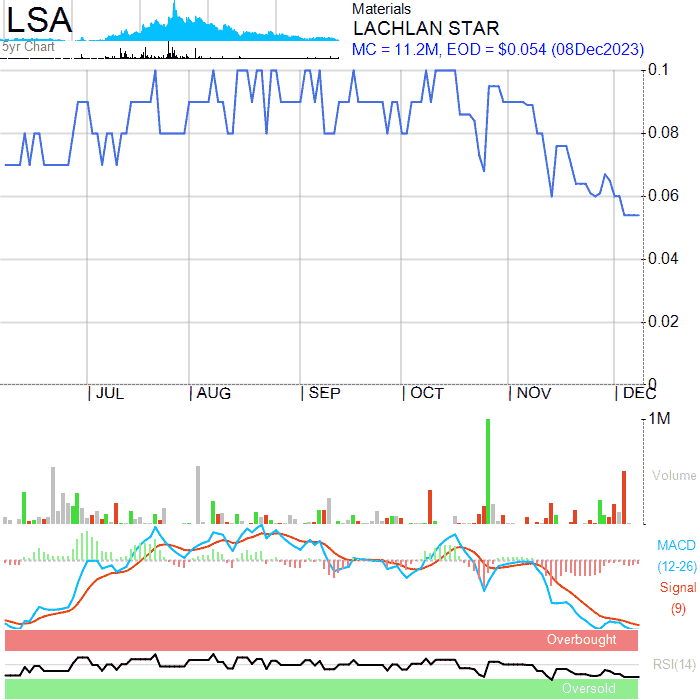 LSA
5yr Chart
Materials
LACHLAN STAR
MC = 11.2M, EOD = $0.054 (08Dec2023)
0.1
0.08
0.06
0.04
0.02
0
| JUL | AUG | SEP | OCT | NOV | DEC
1M
Volume
MACD
(12-26)
Signal
(9)
Overbought
RSI(14)
Oversold